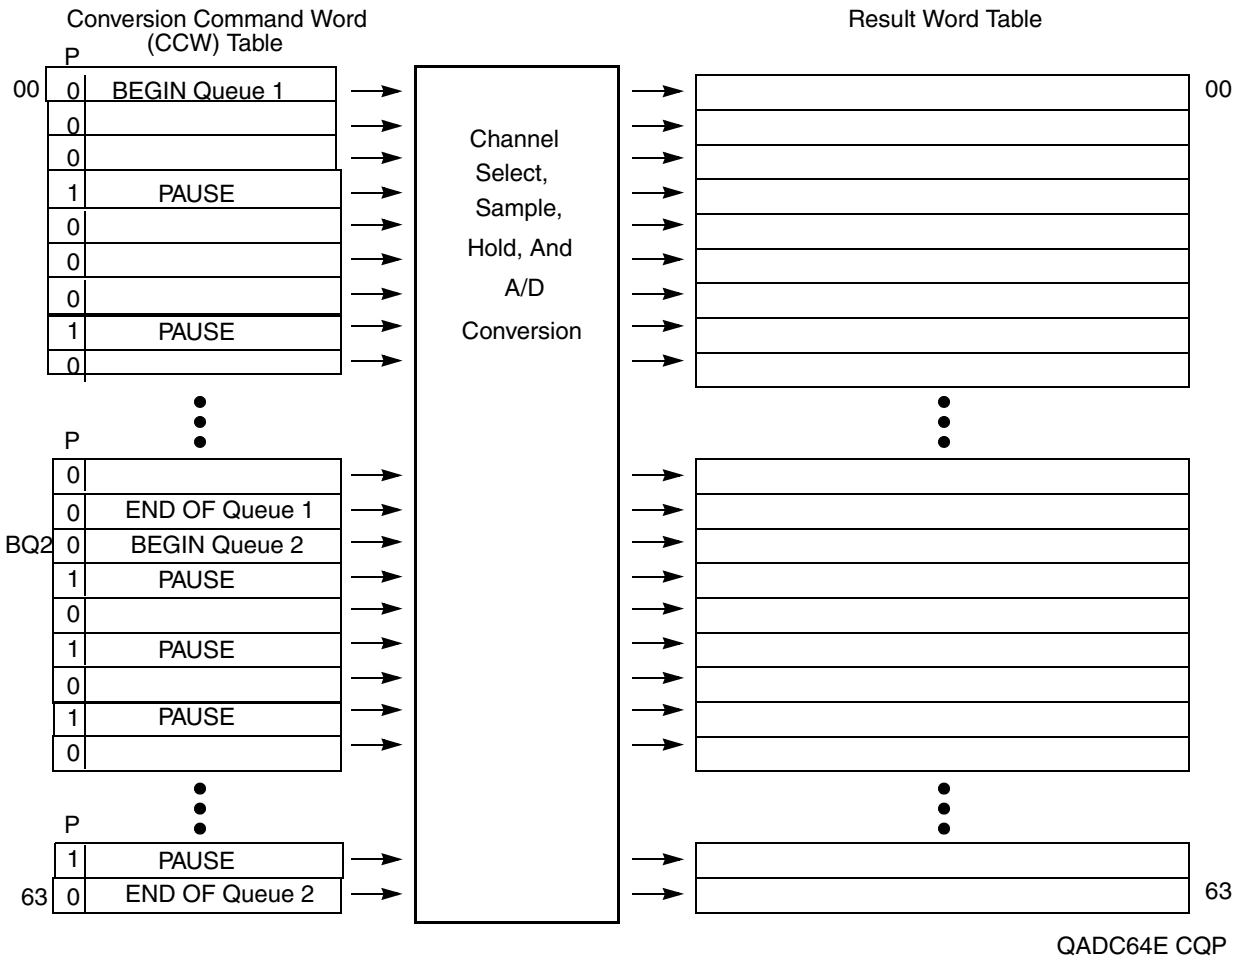 Conversion Command Word
(CCW) Table
Result Word Table
P
00 0 BEGIN Queue 1 00
0
0
1 PAUSE
0
0
0
1 PAUSE
0
Channel
Select,
Sample,
Hold, And
A/D
Conversion
P
0
0 END OF Queue 1
BQ2 0 BEGIN Queue 2
1 PAUSE
0
1 PAUSE
0
1 PAUSE
0
P
1 PAUSE
63 0 END OF Queue 2 63
QADC64E CQP